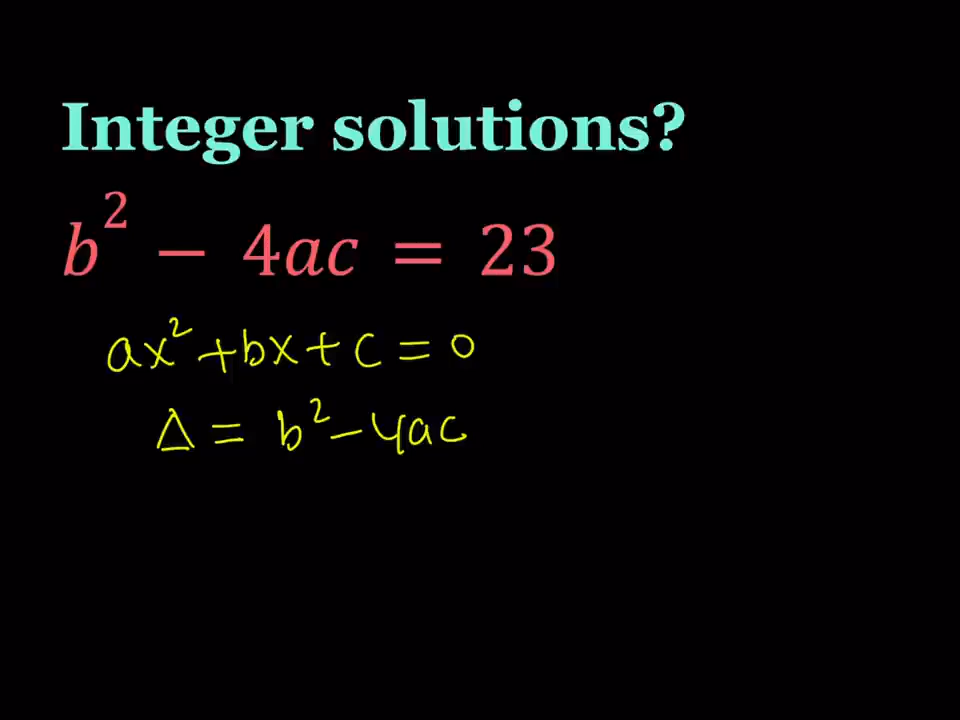 Integer solutions?
b² − 4ac = 23
ax² + bx + c = 0
Δ = b² − 4ac